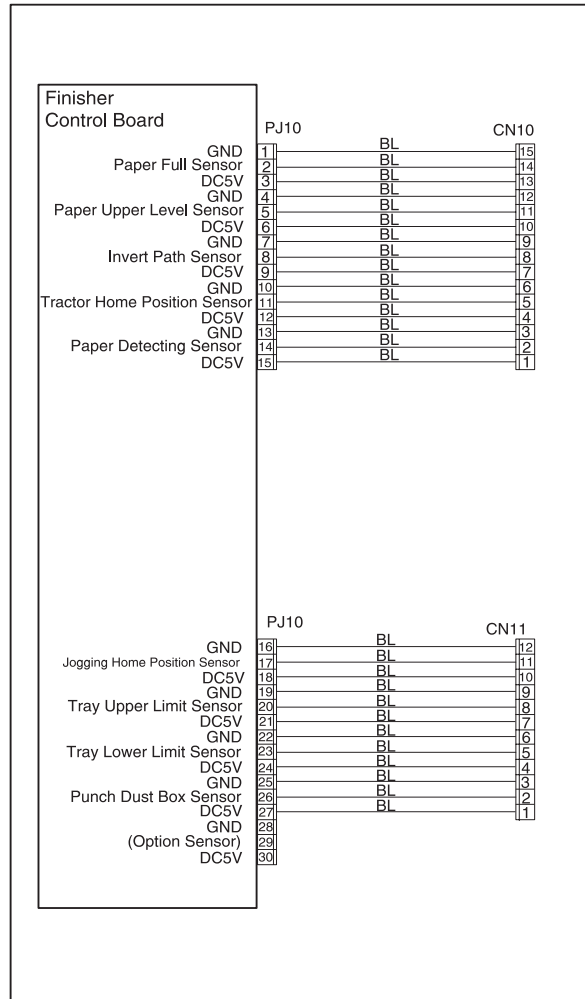 Finisher
Control Board
PJ10 CN10
GND 1 BL 15
Paper Full Sensor 2 BL 14
DC5V 3 BL 13
GND 4 BL 12
Paper Upper Level Sensor 5 BL 11
DC5V 6 BL 10
GND 7 BL 9
Invert Path Sensor 8 BL 8
DC5V 9 BL 7
GND 10 BL 6
Tractor Home Position Sensor 11 BL 5
DC5V 12 BL 4
GND 13 BL 3
Paper Detecting Sensor 14 BL 2
DC5V 15 BL 1
PJ10 CN11
GND 16 BL 12
Jogging Home Position Sensor 17 BL 11
DC5V 18 BL 10
GND 19 BL 9
Tray Upper Limit Sensor 20 BL 8
DC5V 21 BL 7
GND 22 BL 6
Tray Lower Limit Sensor 23 BL 5
DC5V 24 BL 4
GND 25 BL 3
Punch Dust Box Sensor 26 BL 2
DC5V 27 BL 1
GND 28
(Option Sensor) 29
DC5V 30